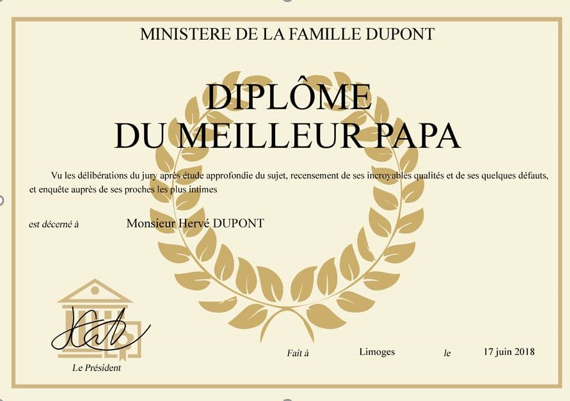 MINISTERE DE LA FAMILLE DUPONT
DIPLÔME
DU MEILLEUR PAPA
Vu les délibérations du jury après étude approfondie du sujet, recensement de ses incroyables qualités et de ses quelques défauts,
et enquête auprès de ses proches les plus intimes
est décerné à Monsieur Hervé DUPONT
Le Président
Fait à Limoges le 17 juin 2018